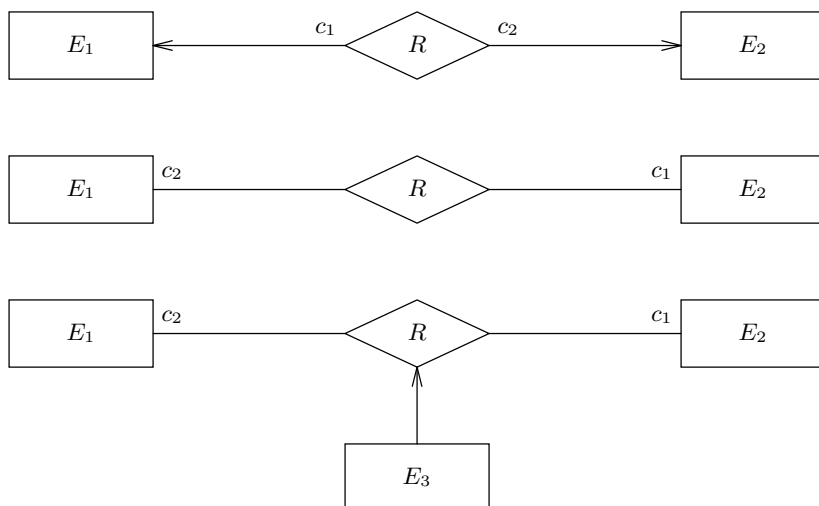 E₁ c₁ R c₂ E₂
E₁ c₂ R c₁ E₂
E₁ c₂ R c₁ E₂
E₃